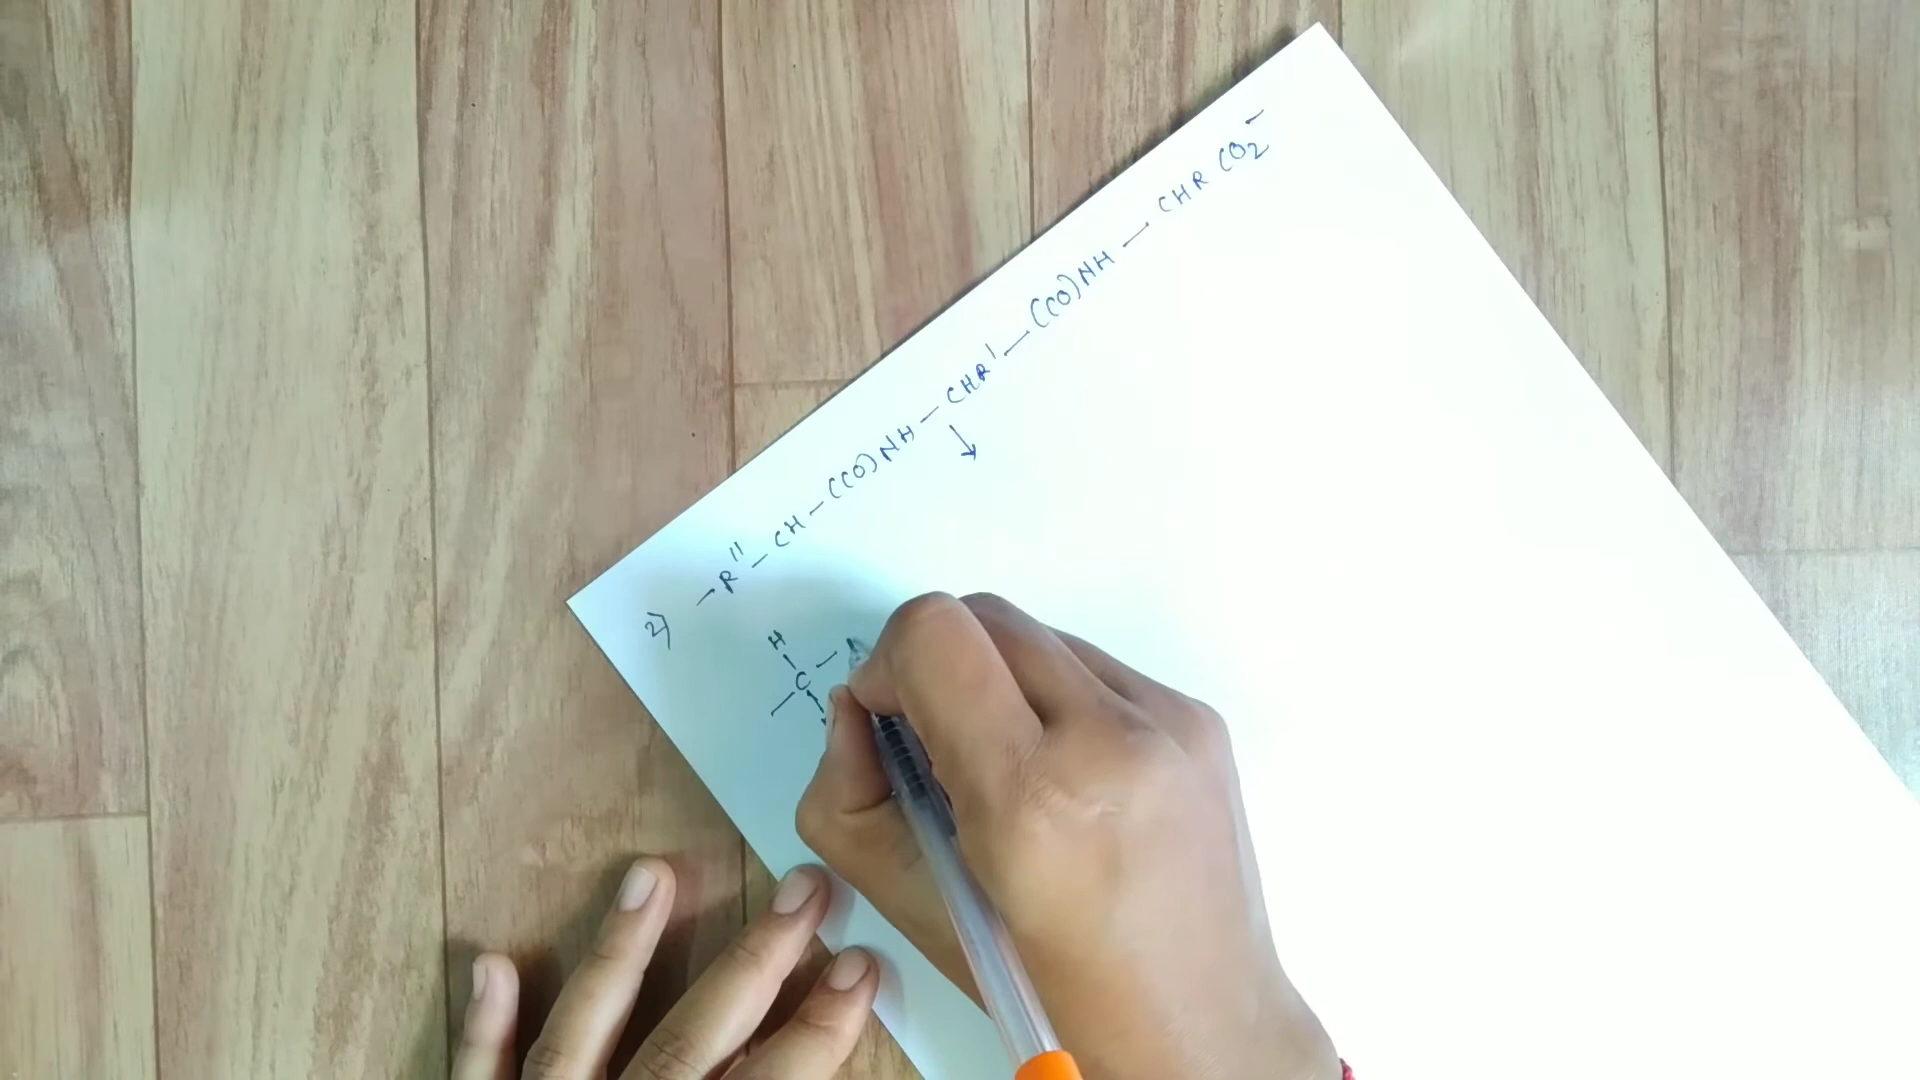 2) – R'' – CH – (CO)NH – CHR' – (CO)NH – CHR CO₂⁻
↓
H
– C –